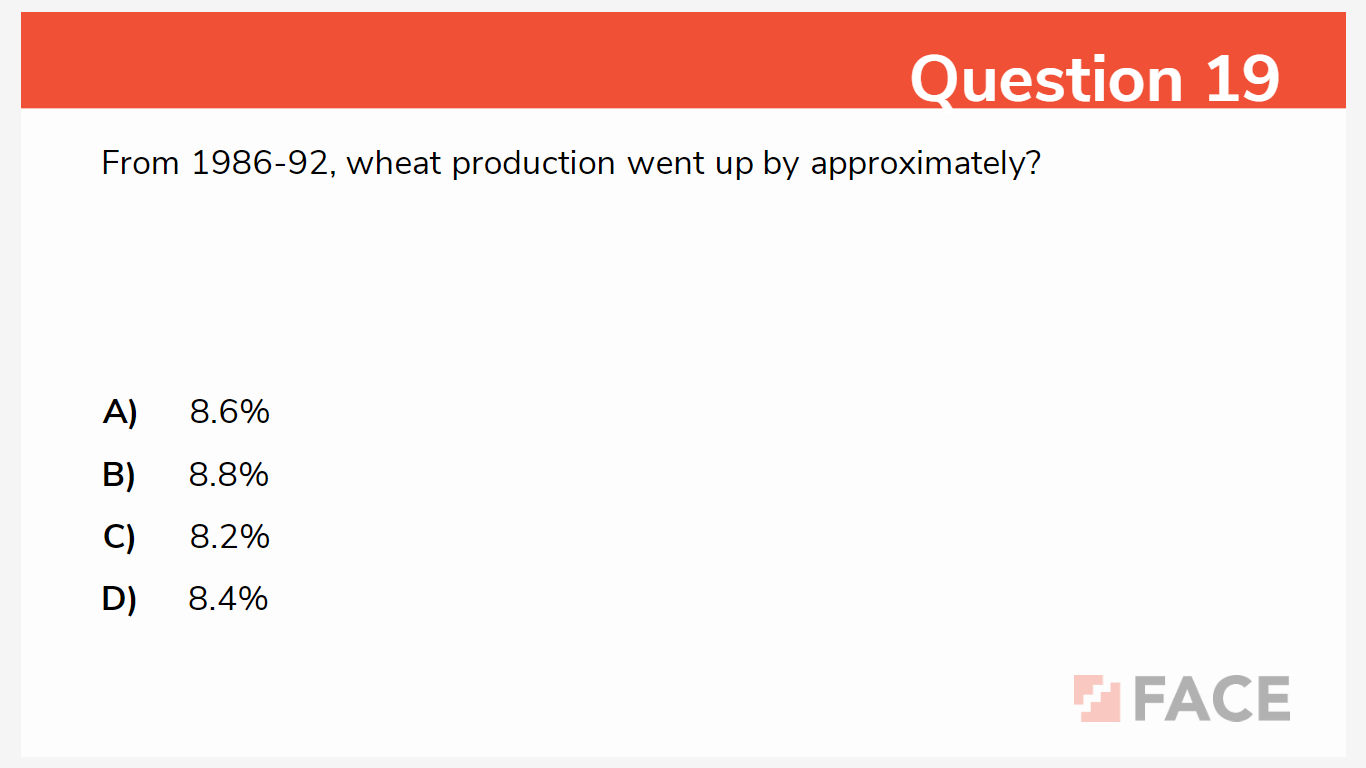 Question 19
From 1986-92, wheat production went up by approximately?
A) 8.6%
B) 8.8%
C) 8.2%
D) 8.4%
FACE